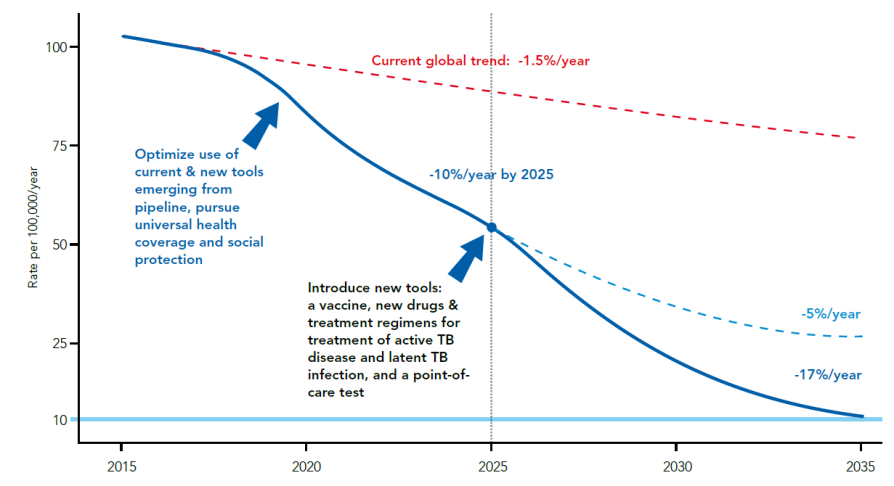 Rate per 100,000/year
100
75
50
25
10
Current global trend: -1.5%/year
Optimize use of
current & new tools
emerging from
pipeline, pursue
universal health
coverage and social
protection
-10%/year by 2025
Introduce new tools:
a vaccine, new drugs &
treatment regimens for
treatment of active TB
disease and latent TB
infection, and a point-of-
care test
-5%/year
-17%/year
2015
2020
2025
2030
2035